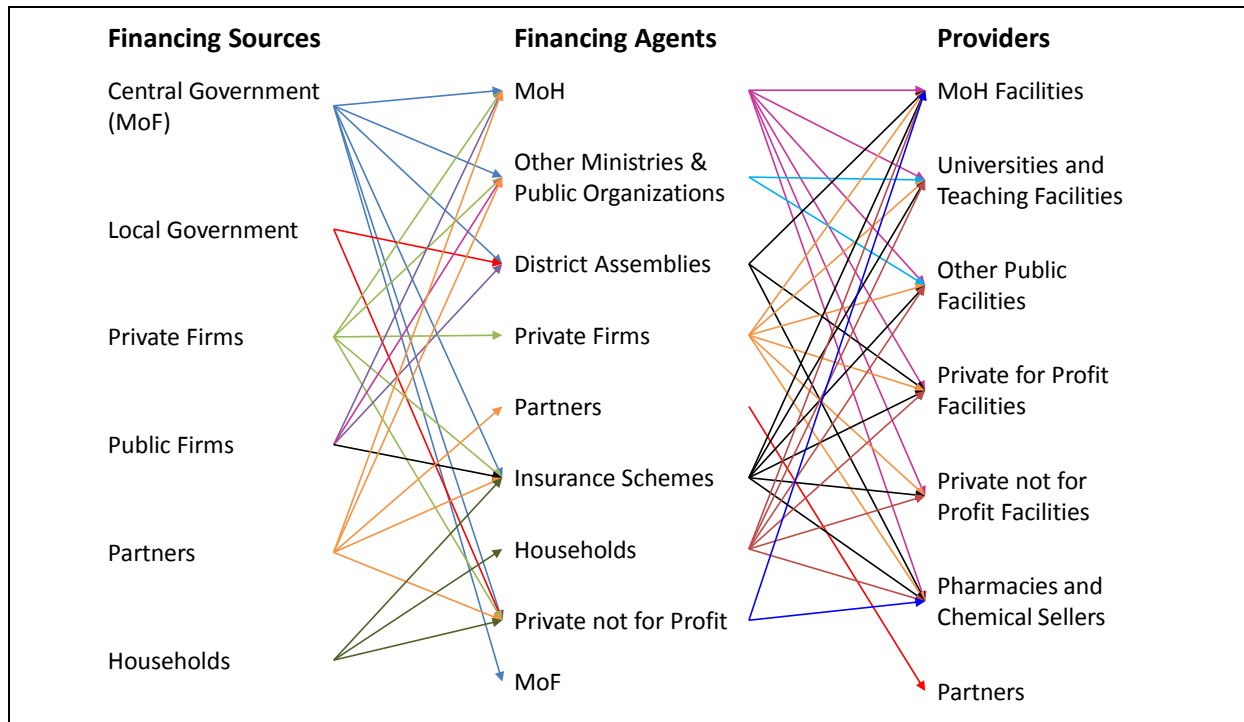 Financing Sources
Central Government
(MoF)
Local Government
Private Firms
Public Firms
Partners
Households
Financing Agents
MoH
Other Ministries &
Public Organizations
District Assemblies
Private Firms
Partners
Insurance Schemes
Households
Private not for Profit
MoF
Providers
MoH Facilities
Universities and
Teaching Facilities
Other Public
Facilities
Private for Profit
Facilities
Private not for
Profit Facilities
Pharmacies and
Chemical Sellers
Partners